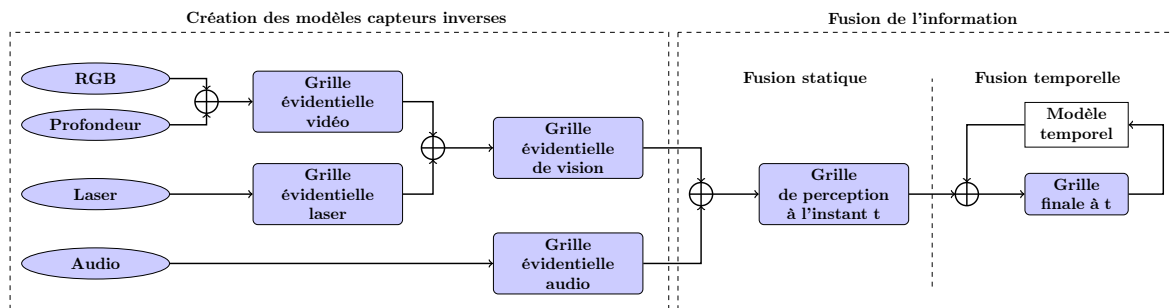 Création des modèles capteurs inverses
Fusion de l'information
RGB
Profondeur
Laser
Audio
Grille
évidentielle
vidéo
Grille
évidentielle
laser
Grille
évidentielle
de vision
Grille
évidentielle
audio
Fusion statique
Grille
de perception
à l'instant t
Fusion temporelle
Modèle
temporel
Grille
finale à t